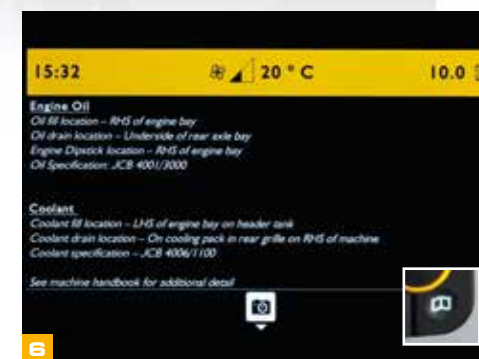 15:32 20 ° C 10.0
Engine Oil
Oil fill location – RHS of engine bay
Oil drain location – Underside of rear axle bay
Engine Dipstick location – RHS of engine bay
Oil Specification: JCB 4001/3000
Coolant
Coolant fill location – LHS of engine bay on header tank
Coolant drain location – On cooling pack in rear grille on RHS of machine
Coolant specification – JCB 4006/1100
See machine handbook for additional detail
6